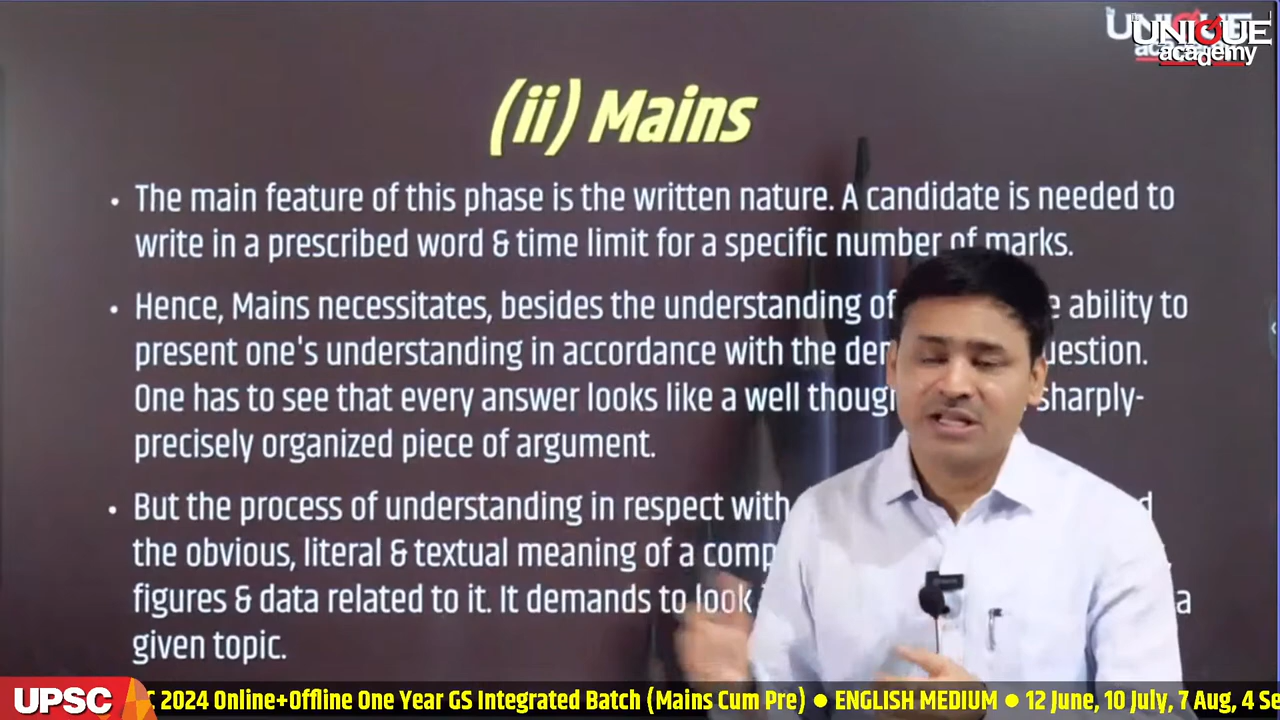 UNIQUE
academy
(ii) Mains
• The main feature of this phase is the written nature. A candidate is needed to
write in a prescribed word & time limit for a specific number of marks.
• Hence, Mains necessitates, besides the understanding of ability to
present one's understanding in accordance with the
One has to see that every answer looks like a well sharply-
precisely organized piece of argument.
• But the process of understanding in respect with
the obvious, literal & textual meaning of a
figures & data related to it. It demands to look a
given topic.
UPSC 2024 Online+Offline One Year GS Integrated Batch (Mains Cum Pre) ● ENGLISH MEDIUM ● 12 June, 10 July, 7 Aug, 4